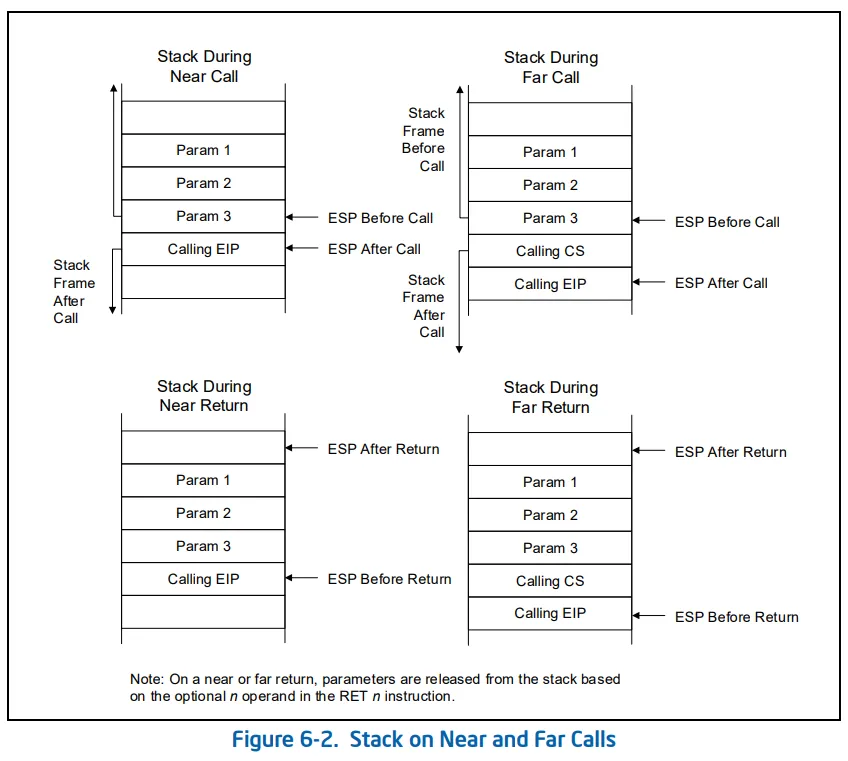 Stack During
Near Call
Param 1
Param 2
Param 3
Calling EIP
ESP Before Call
ESP After Call
Stack
Frame
After
Call
Stack During
Far Call
Stack
Frame
Before
Call
Param 1
Param 2
Param 3
Calling CS
Calling EIP
ESP Before Call
ESP After Call
Stack
Frame
After
Call
Stack During
Near Return
ESP After Return
Param 1
Param 2
Param 3
Calling EIP
ESP Before Return
Stack During
Far Return
ESP After Return
Param 1
Param 2
Param 3
Calling CS
Calling EIP
ESP Before Return
Note: On a near or far return, parameters are released from the stack based
on the optional n operand in the RET n instruction.
Figure 6-2. Stack on Near and Far Calls